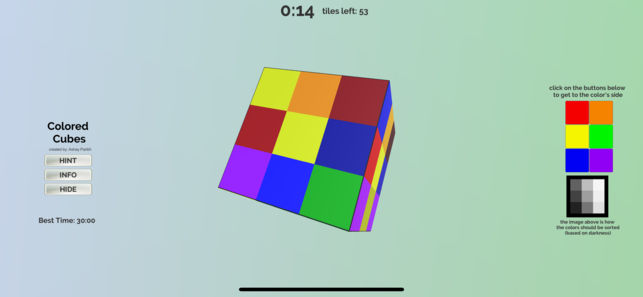 0:14 tiles left: 53
Colored
Cubes
created by Ashay Parikh
HINT
INFO
HIDE
Best Time: 30:00
click on the buttons below
to get to the color's side
the image above is how
the colors should be sorted
(based on darkness)